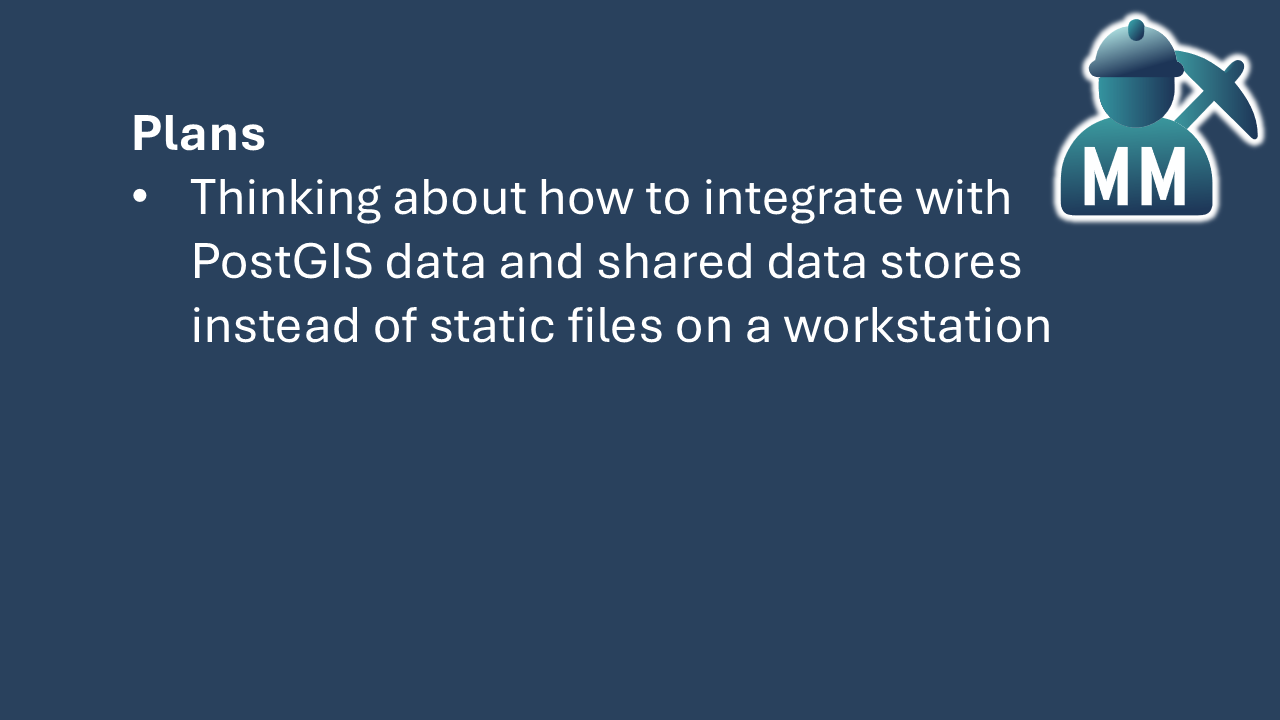 Plans
• Thinking about how to integrate with
PostGIS data and shared data stores
instead of static files on a workstation
MM